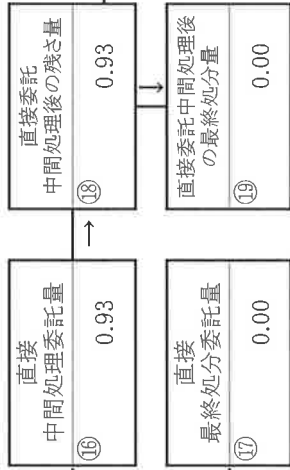 直接
中間処理委託量
⑯
0.93
→
直接委託
中間処理後の残さ量
⑱
0.93
→
直接
最終処分委託量
⑰
0.00
直接委託中間処理後
の最終処分量
⑲
0.00